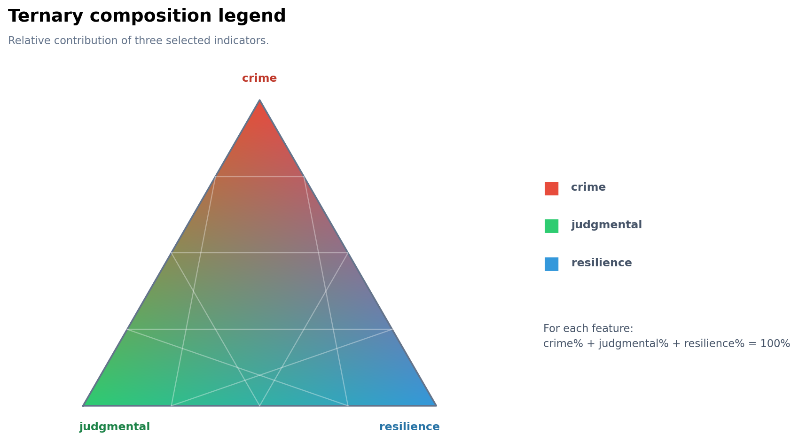 Ternary composition legend
Relative contribution of three selected indicators.
crime
crime
judgmental
resilience
For each feature:
crime% + judgmental% + resilience% = 100%
judgmental
resilience